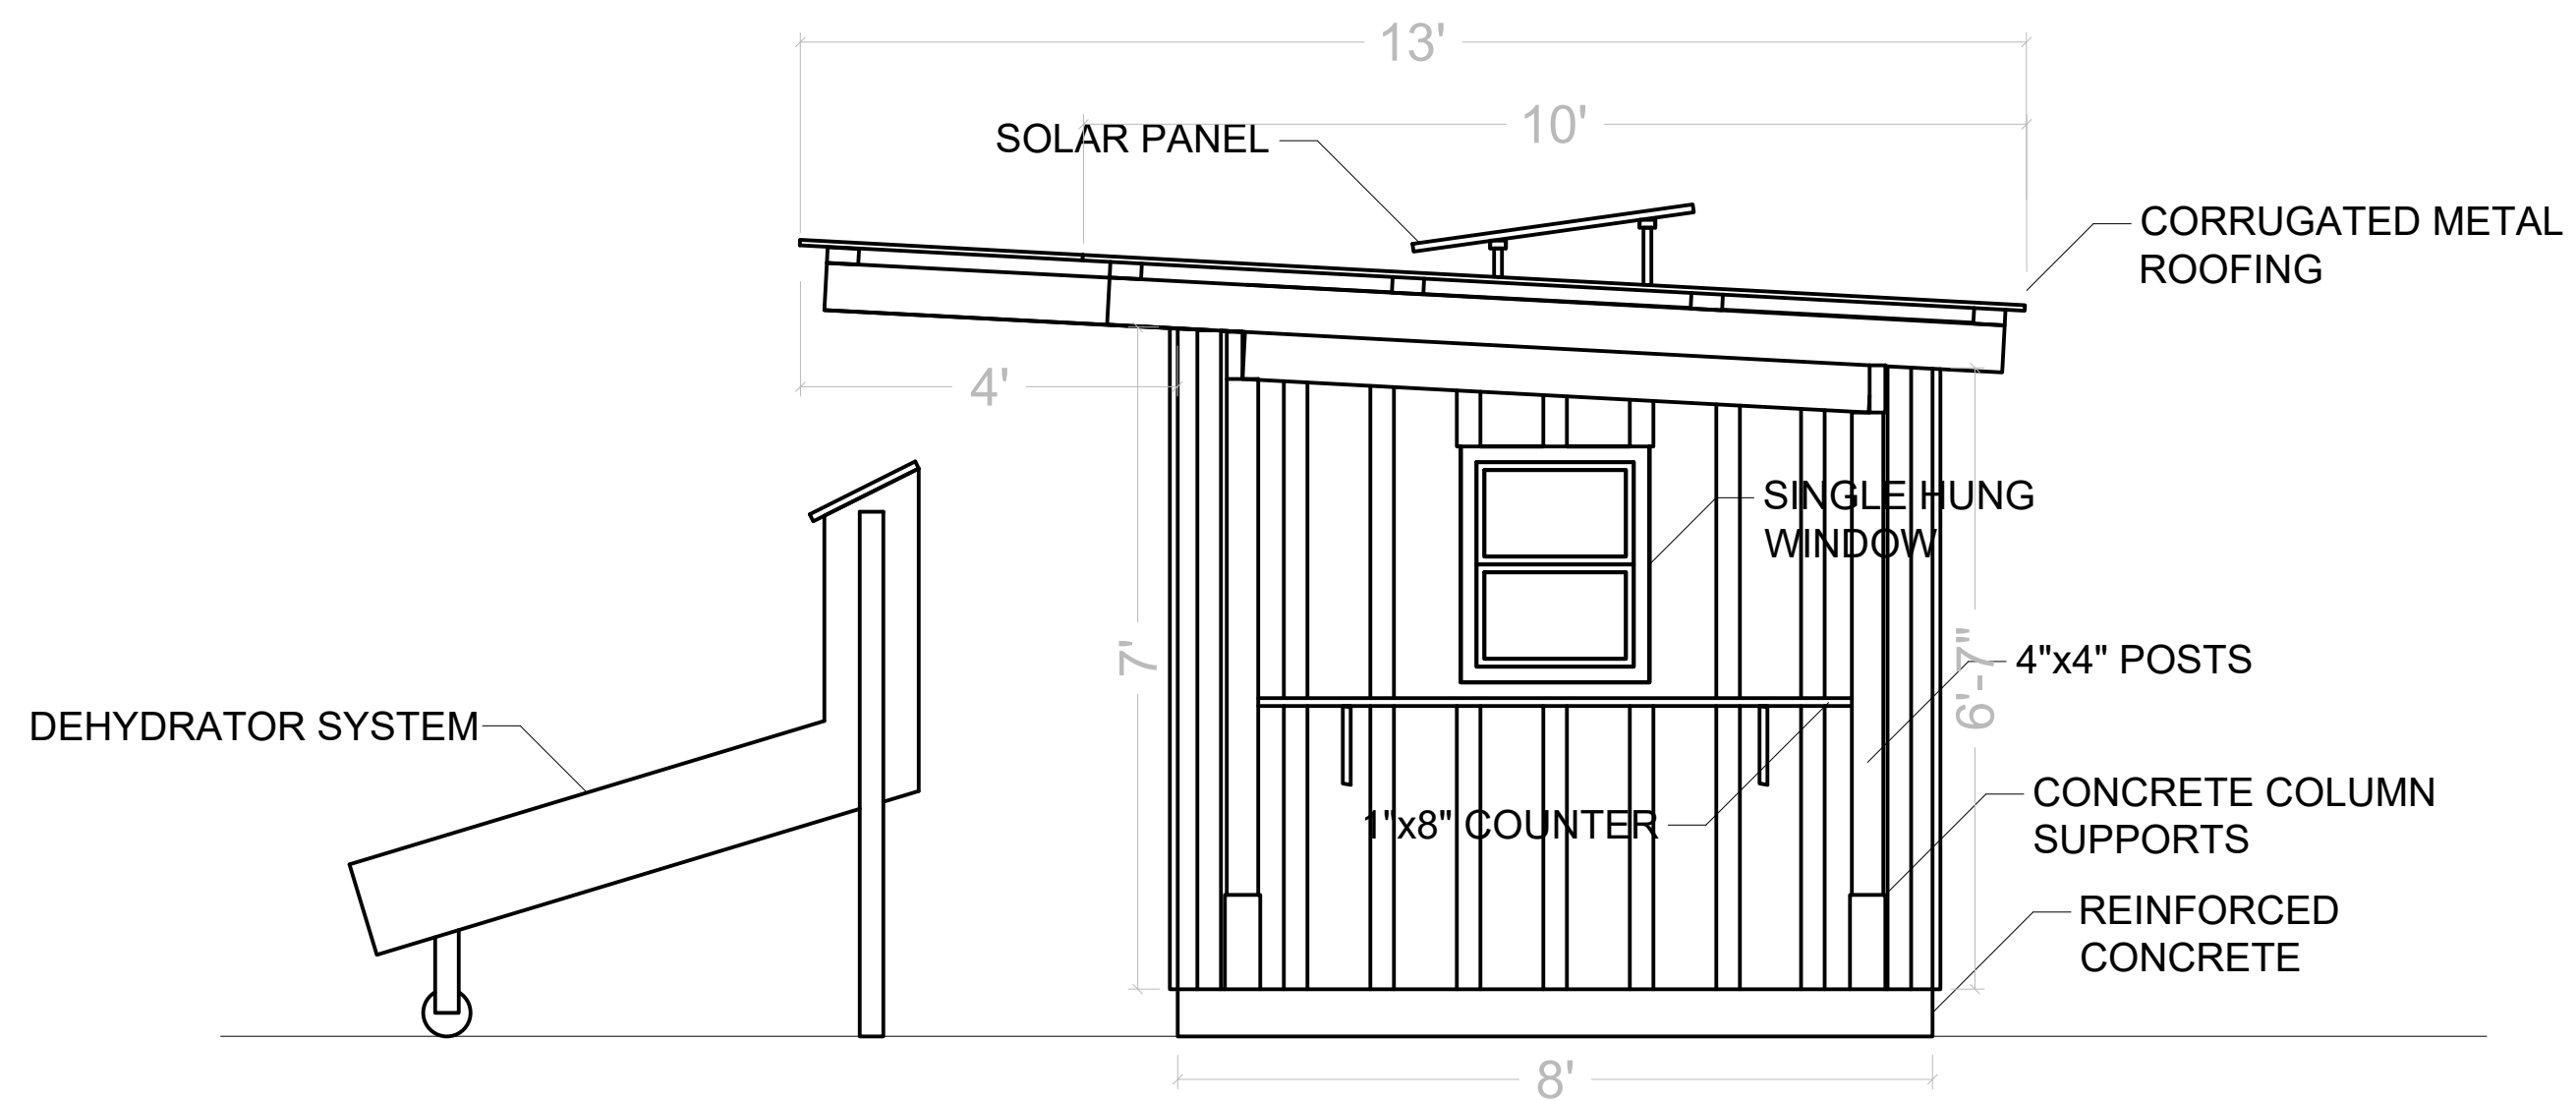 13'
10'
SOLAR PANEL
CORRUGATED METAL
ROOFING
4'
SINGLE HUNG
WINDOW
7'
6'-7"
4"x4" POSTS
DEHYDRATOR SYSTEM
1"x8" COUNTER
CONCRETE COLUMN
SUPPORTS
REINFORCED
CONCRETE
8'